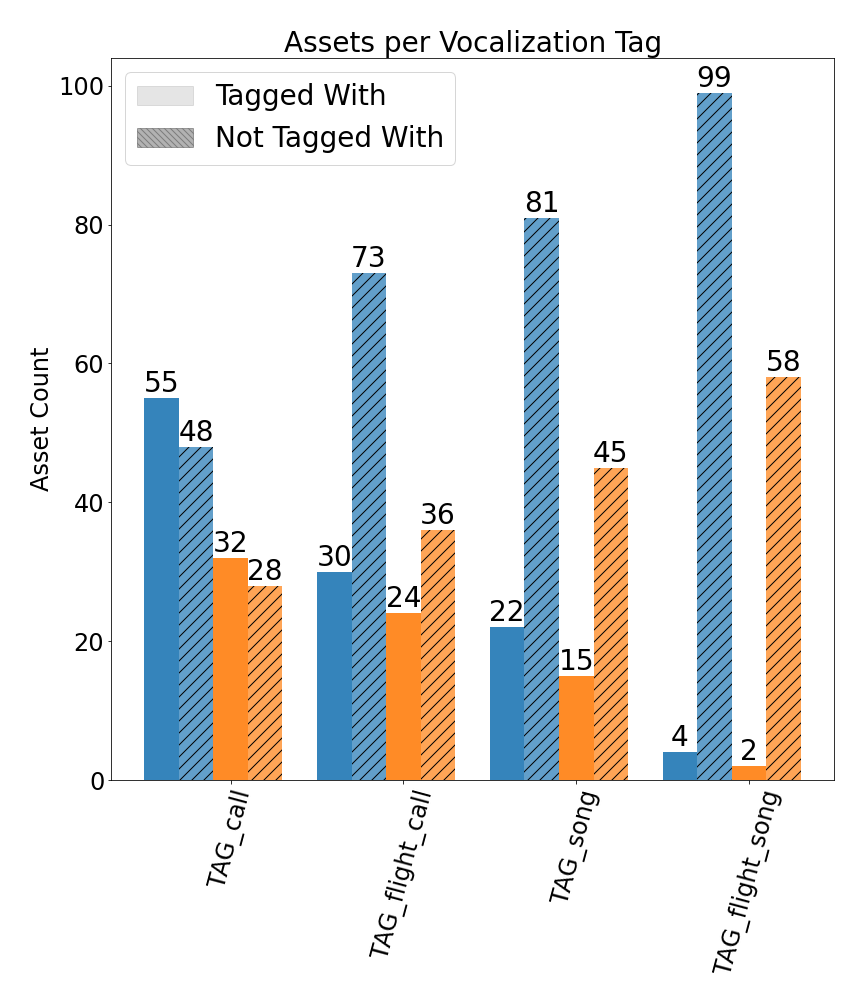 Assets per Vocalization Tag
Tagged With
Not Tagged With
Asset Count
100
80
60
40
20
0
55
48
32
28
30
73
24
36
22
81
15
45
4
99
2
58
TAG_call
TAG_flight_call
TAG_song
TAG_flight_song